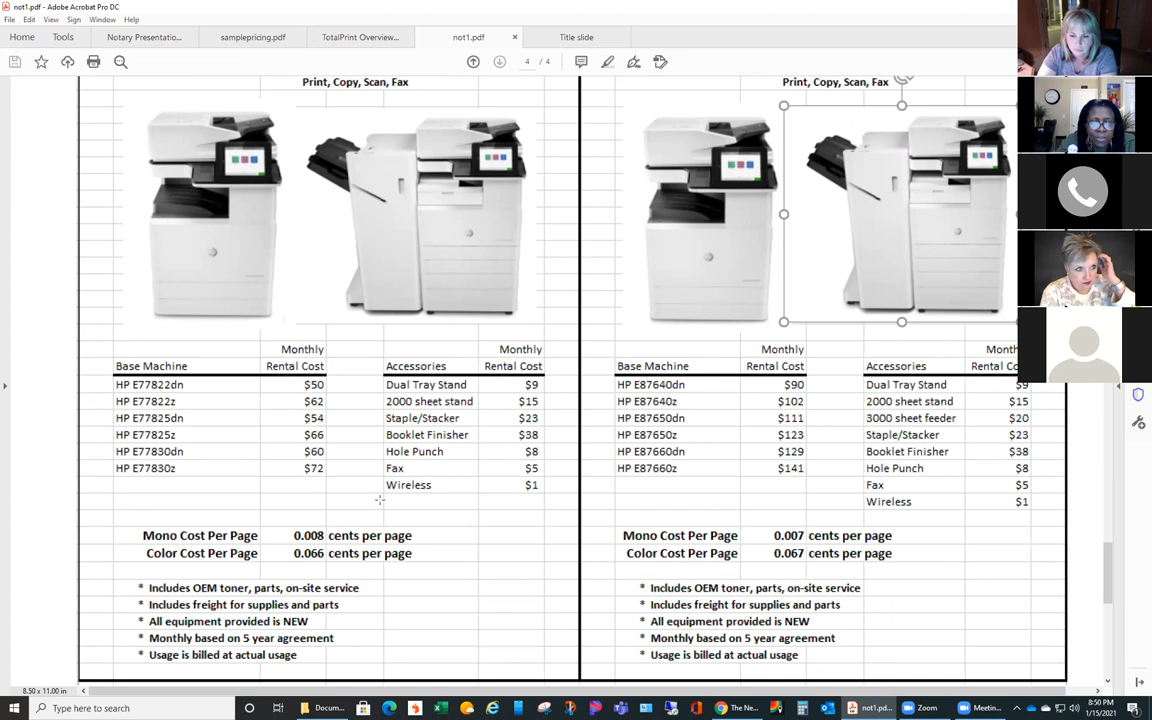 not1.pdf - Adobe Acrobat Pro DC
File Edit View Sign Window Help
Home Tools Notary Presentatio... samplepricing.pdf TotalPrint Overview... not1.pdf × Title slide
4 / 4
Print, Copy, Scan, Fax
Monthly Monthly
Base Machine Rental Cost Accessories Rental Cost
HP E77822dn $50 Dual Tray Stand $9
HP E77822z $62 2000 sheet stand $15
HP E77825dn $54 Staple/Stacker $23
HP E77825z $66 Booklet Finisher $38
HP E77830dn $60 Hole Punch $8
HP E77830z $72 Fax $5
Wireless $1
Mono Cost Per Page 0.008 cents per page
Color Cost Per Page 0.066 cents per page
* Includes OEM toner, parts, on-site service
* Includes freight for supplies and parts
* All equipment provided is NEW
* Monthly based on 5 year agreement
* Usage is billed at actual usage
Print, Copy, Scan, Fax
Monthly Month
Base Machine Rental Cost Accessories Rental Co
HP E87640dn $90 Dual Tray Stand $9
HP E87640z $102 2000 sheet stand $15
HP E87650dn $111 3000 sheet feeder $20
HP E87650z $123 Staple/Stacker $23
HP E87660dn $129 Booklet Finisher $38
HP E87660z $141 Hole Punch $8
Fax $5
Wireless $1
Mono Cost Per Page 0.007 cents per page
Color Cost Per Page 0.067 cents per page
* Includes OEM toner, parts, on-site service
* Includes freight for supplies and parts
* All equipment provided is NEW
* Monthly based on 5 year agreement
* Usage is billed at actual usage
8.50 x 11.00 in
Type here to search Docum... The Ne... not1.pd... Zoom Meetin... 8:50 PM
1/15/2021